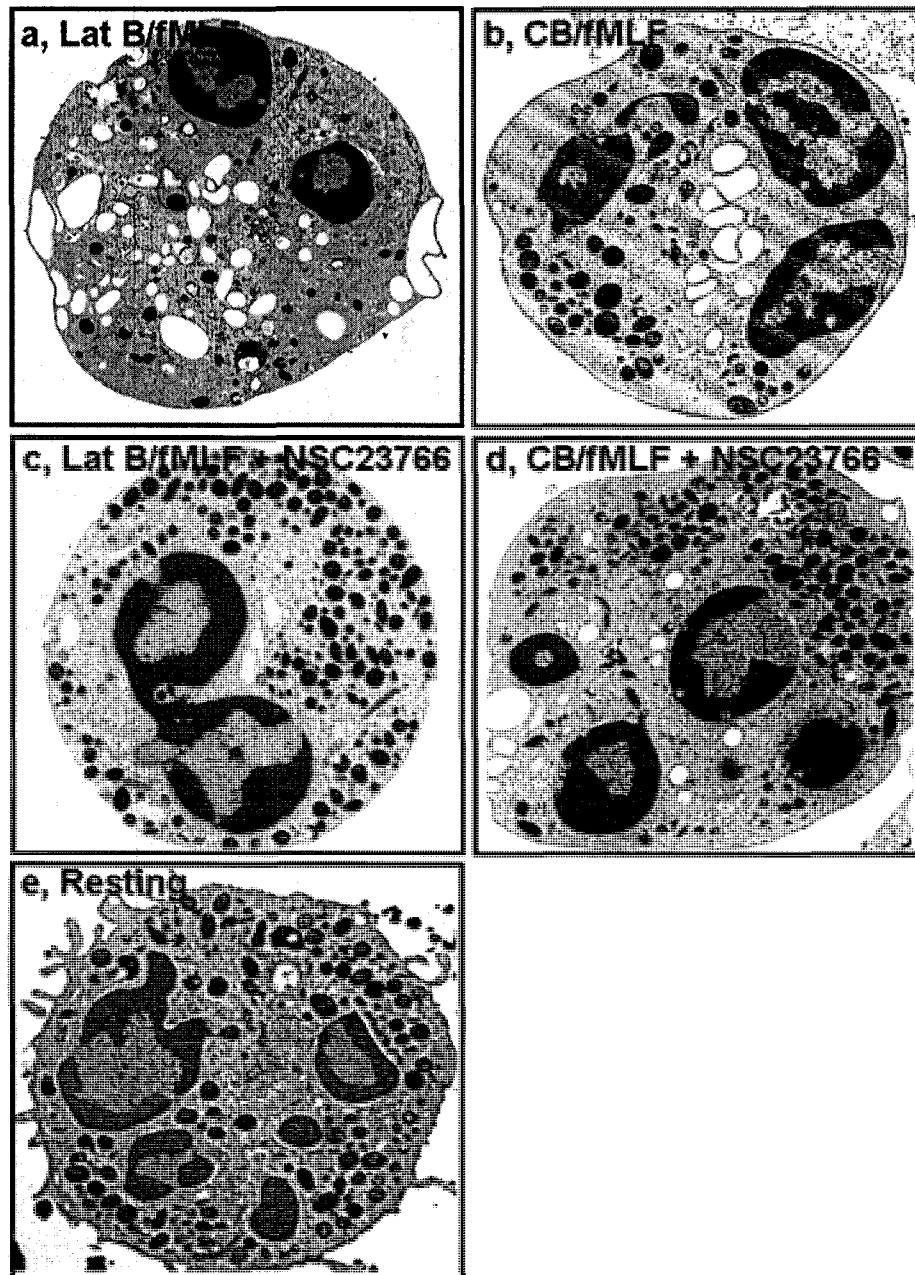 a, Lat B/fMLF
b, CB/fMLF
c, Lat B/fMLF + NSC23766
d, CB/fMLF + NSC23766
e, Resting